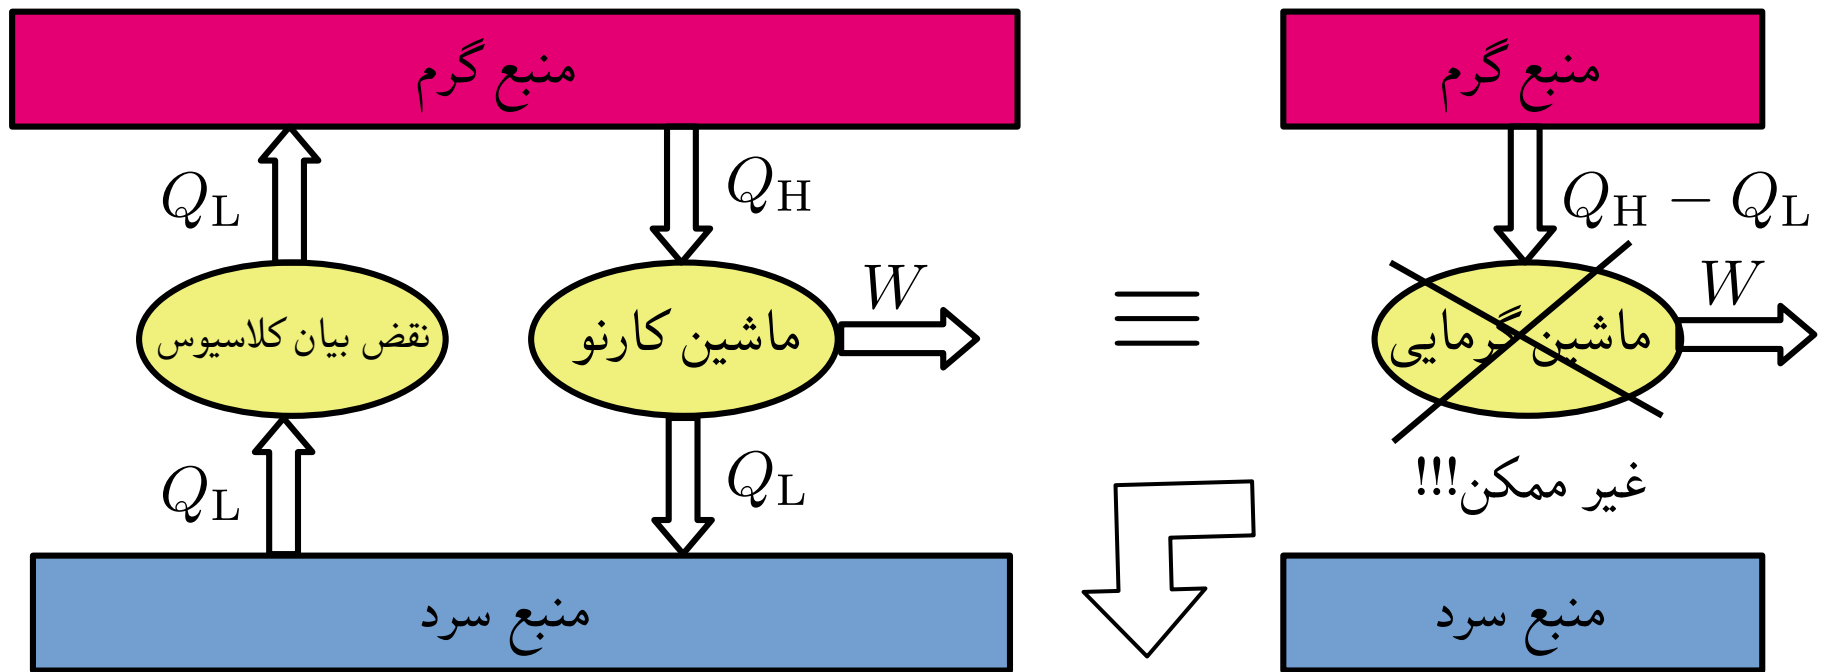 منبع گرم
منبع گرم
Q_L
Q_H
Q_H − Q_L
نقض بیان کلاسیوس
ماشین کارنو
W
≡
ماشین گرمایی
W
Q_L
Q_L
غیر ممکن!!!
منبع سرد
منبع سرد